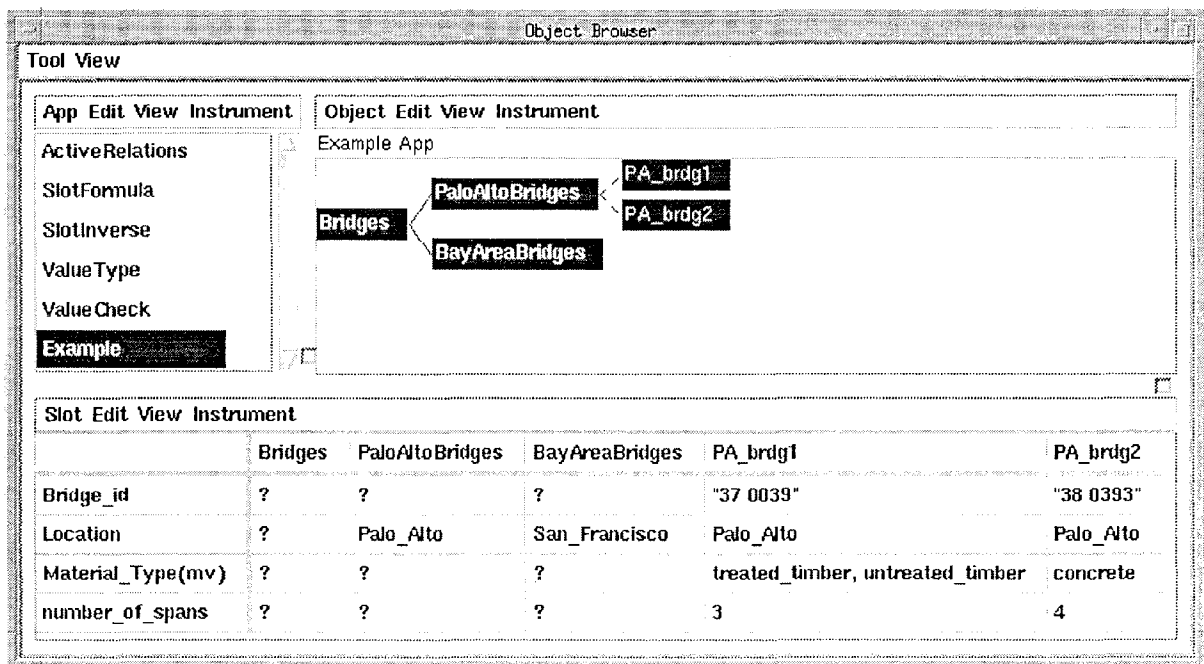 Object Browser
Tool View
App Edit View Instrument
ActiveRelations
SlotFormula
SlotInverse
ValueType
ValueCheck
Example
Object Edit View Instrument
Example App
Bridges
PaloAltoBridges
BayAreaBridges
PA_brdg1
PA_brdg2
Slot Edit View Instrument
Bridges PaloAltoBridges BayAreaBridges PA_brdg1 PA_brdg2
Bridge_id ? ? ? "37 0039" "38 0393"
Location ? Palo_Alto San_Francisco Palo_Alto Palo_Alto
Material_Type(mv) ? ? ? treated_timber, untreated_timber concrete
number_of_spans ? ? ? 3 4